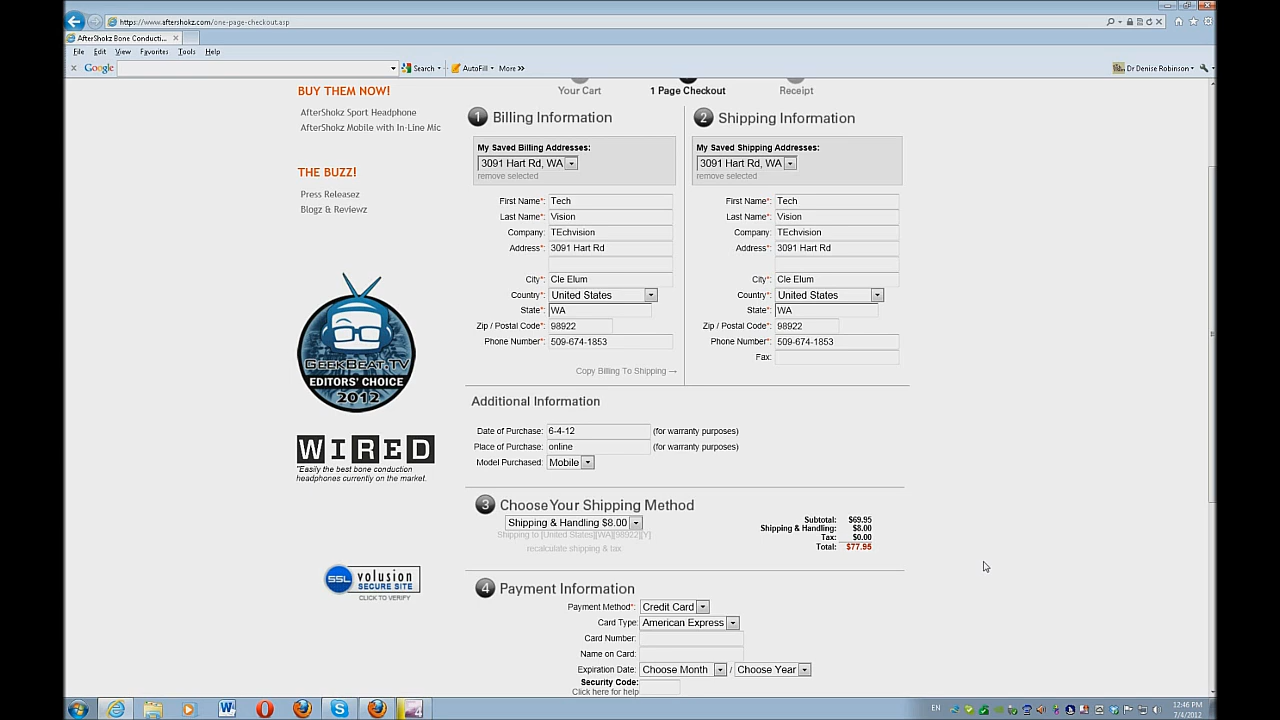 https://www.aftershokz.com/one-page-checkout.asp
AfterShokz Bone Conducti...
File Edit View Favorites Tools Help
Google Search AutoFill More >> Dr Denise Robinson
Your Cart 1 Page Checkout Receipt
BUY THEM NOW!
AfterShokz Sport Headphone
AfterShokz Mobile with In-Line Mic
THE BUZZ!
Press Releasez
Blogz & Reviewz
GEEKBEAT.TV
EDITORS' CHOICE
2012
WIRED
"Easily the best bone conduction
headphones currently on the market.
SSL volusion
SECURE SITE
CLICK TO VERIFY
1 Billing Information
My Saved Billing Addresses:
3091 Hart Rd, WA
remove selected
First Name*: Tech
Last Name*: Vision
Company: TEchvision
Address*: 3091 Hart Rd
City*: Cle Elum
Country*: United States
State*: WA
Zip / Postal Code*: 98922
Phone Number*: 509-674-1853
Copy Billing To Shipping →
2 Shipping Information
My Saved Shipping Addresses:
3091 Hart Rd, WA
remove selected
First Name*: Tech
Last Name*: Vision
Company: TEchvision
Address*: 3091 Hart Rd
City*: Cle Elum
Country*: United States
State*: WA
Zip / Postal Code*: 98922
Phone Number*: 509-674-1853
Fax:
Additional Information
Date of Purchase: 6-4-12 (for warranty purposes)
Place of Purchase: online (for warranty purposes)
Model Purchased: Mobile
3 Choose Your Shipping Method
Shipping & Handling $8.00
Shipping to [United States][WA][98922][Y]
recalculate shipping & tax
Subtotal: $69.95
Shipping & Handling: $8.00
Tax: $0.00
Total: $77.95
4 Payment Information
Payment Method*: Credit Card
Card Type: American Express
Card Number:
Name on Card:
Expiration Date: Choose Month / Choose Year
Security Code:
Click here for help
EN 12:46 PM
7/4/2012